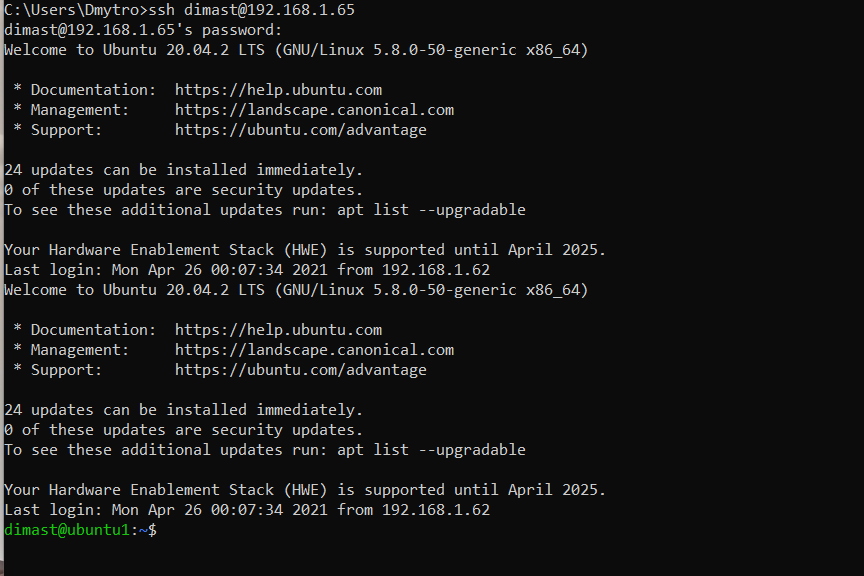 C:\Users\Dmytro>ssh dimast@192.168.1.65
dimast@192.168.1.65's password:
Welcome to Ubuntu 20.04.2 LTS (GNU/Linux 5.8.0-50-generic x86_64)

 * Documentation:  https://help.ubuntu.com
 * Management:     https://landscape.canonical.com
 * Support:        https://ubuntu.com/advantage

24 updates can be installed immediately.
0 of these updates are security updates.
To see these additional updates run: apt list --upgradable

Your Hardware Enablement Stack (HWE) is supported until April 2025.
Last login: Mon Apr 26 00:07:34 2021 from 192.168.1.62
Welcome to Ubuntu 20.04.2 LTS (GNU/Linux 5.8.0-50-generic x86_64)

 * Documentation:  https://help.ubuntu.com
 * Management:     https://landscape.canonical.com
 * Support:        https://ubuntu.com/advantage

24 updates can be installed immediately.
0 of these updates are security updates.
To see these additional updates run: apt list --upgradable

Your Hardware Enablement Stack (HWE) is supported until April 2025.
Last login: Mon Apr 26 00:07:34 2021 from 192.168.1.62
dimast@ubuntu1:~$